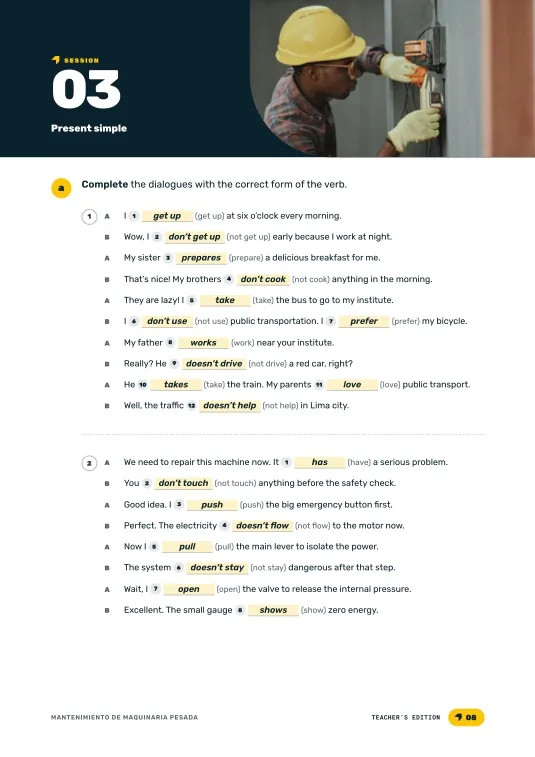 SESSION
03
Present simple
a Complete the dialogues with the correct form of the verb.
1 A I 1 get up (get up) at six o'clock every morning.
B Wow, I 2 don't get up (not get up) early because I work at night.
A My sister 3 prepares (prepare) a delicious breakfast for me.
B That's nice! My brothers 4 don't cook (not cook) anything in the morning.
A They are lazy! I 5 take (take) the bus to go to my institute.
B I 6 don't use (not use) public transportation. I 7 prefer (prefer) my bicycle.
A My father 8 works (work) near your institute.
B Really? He 9 doesn't drive (not drive) a red car, right?
A He 10 takes (take) the train. My parents 11 love (love) public transport.
B Well, the traffic 12 doesn't help (not help) in Lima city.
2 A We need to repair this machine now. It 1 has (have) a serious problem.
B You 2 don't touch (not touch) anything before the safety check.
A Good idea. I 3 push (push) the big emergency button first.
B Perfect. The electricity 4 doesn't flow (not flow) to the motor now.
A Now I 5 pull (pull) the main lever to isolate the power.
B The system 6 doesn't stay (not stay) dangerous after that step.
A Wait, I 7 open (open) the valve to release the internal pressure.
B Excellent. The small gauge 8 shows (show) zero energy.
MANTENIMIENTO DE MAQUINARIA PESADA TEACHER'S EDITION 08